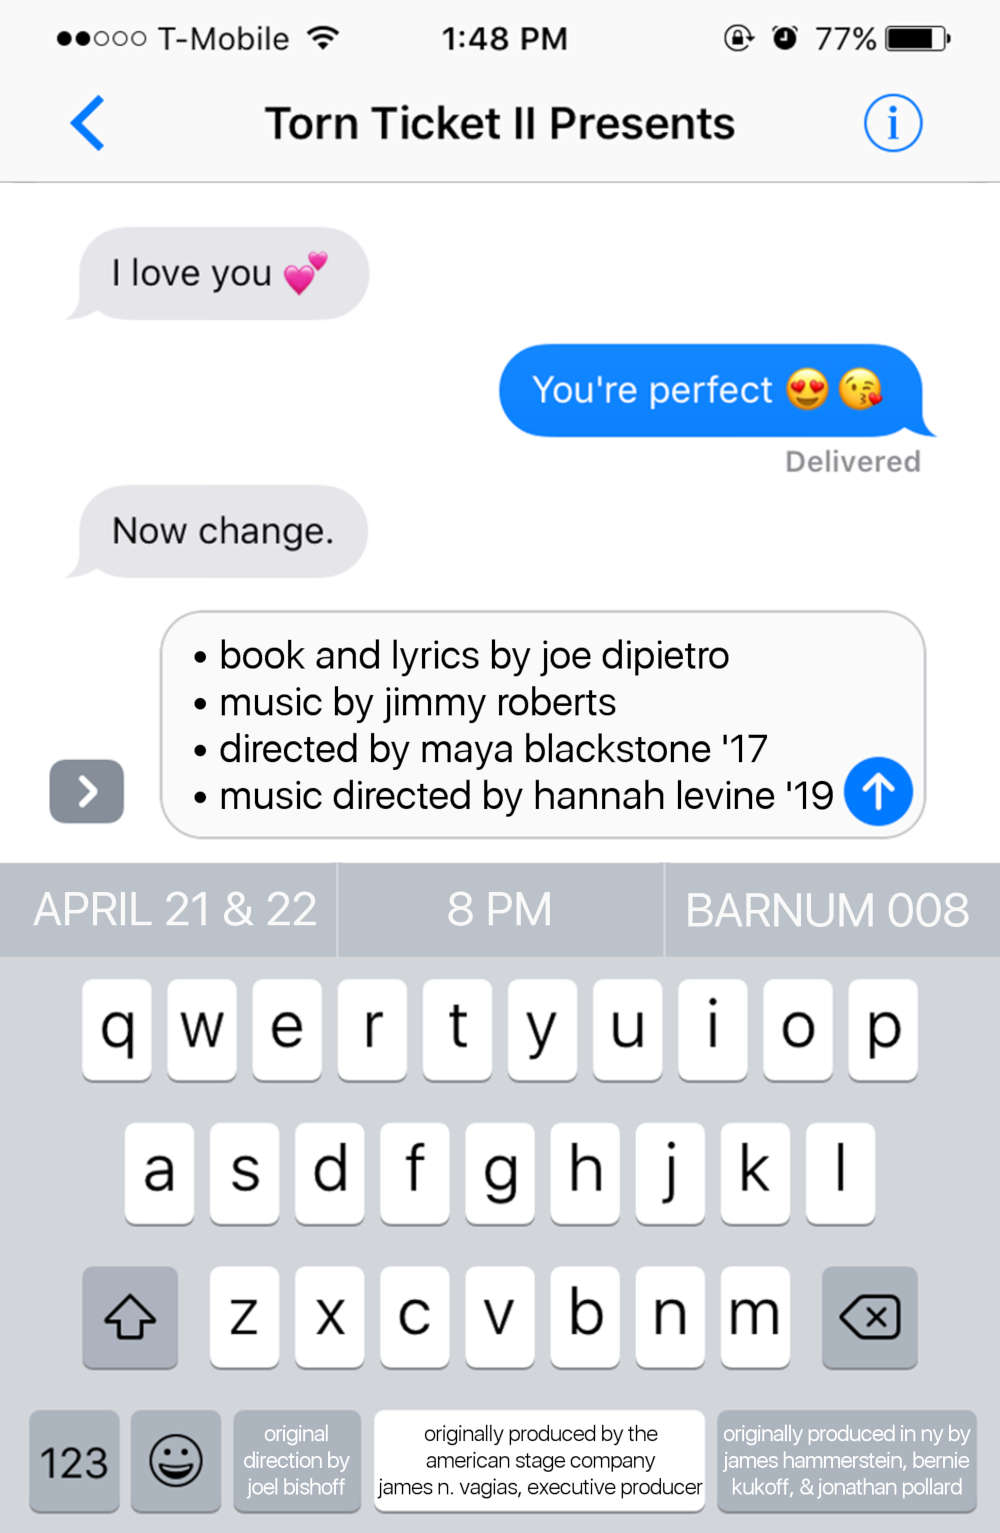 T-Mobile 1:48 PM 77%
Torn Ticket II Presents
I love you 💕
You're perfect 😍 😘
Delivered
Now change.
• book and lyrics by joe dipietro
• music by jimmy roberts
• directed by maya blackstone '17
• music directed by hannah levine '19
APRIL 21 & 22 8 PM BARNUM 008
q w e r t y u i o p
a s d f g h j k l
z x c v b n m
123
original
direction by
joel bishoff
originally produced by the
american stage company
james n. vagias, executive producer
originally produced in ny by
james hammerstein, bernie
kukoff, & jonathan pollard